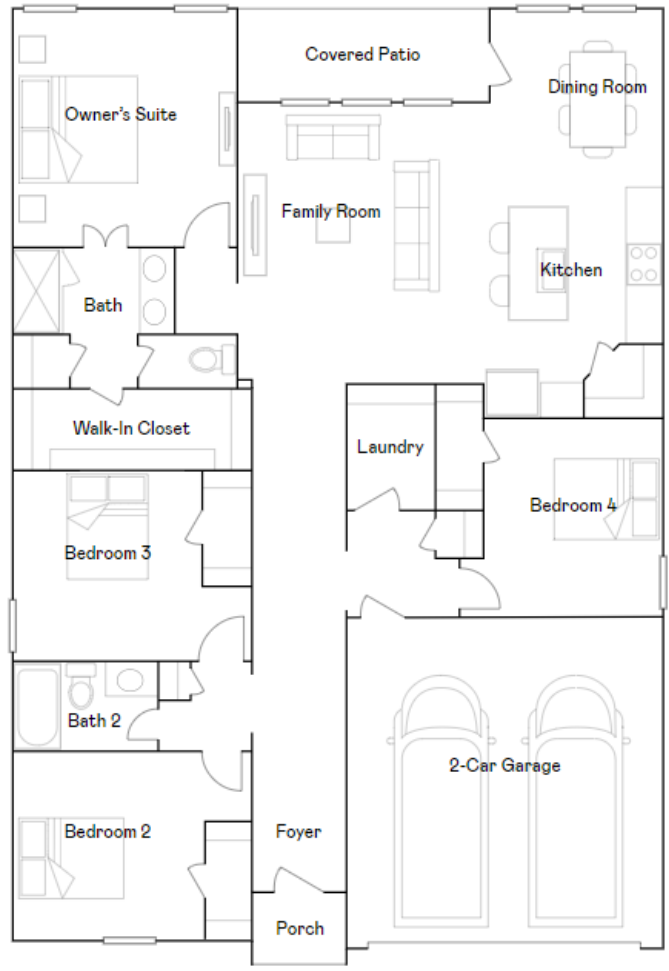 Covered Patio
Dining Room
Owner's Suite
Family Room
Kitchen
Bath
Walk-In Closet
Laundry
Bedroom 4
Bedroom 3
Bath 2
2-Car Garage
Bedroom 2
Foyer
Porch